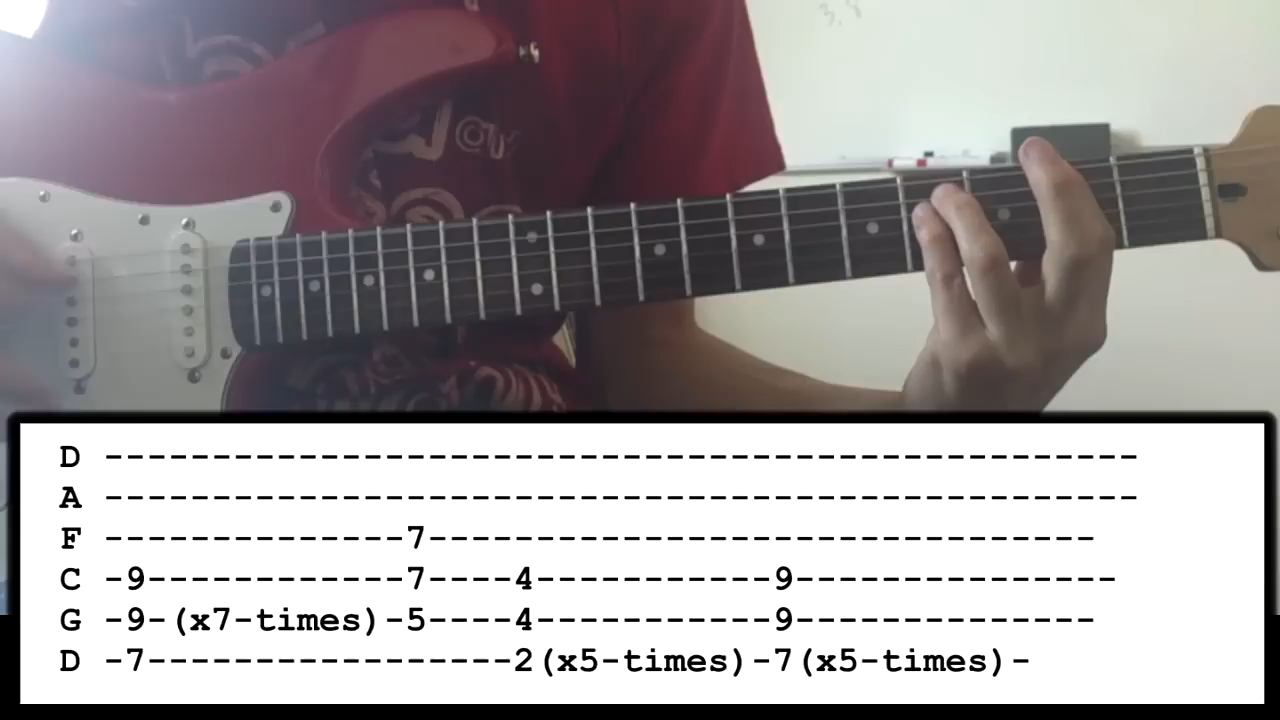 D ------------------------------------------------
A ------------------------------------------------
F --------------7-------------------------------
C -9------------7----4-----------9---------------
G -9-(x7-times)-5----4-----------9--------------
D -7-----------------2(x5-times)-7(x5-times)-